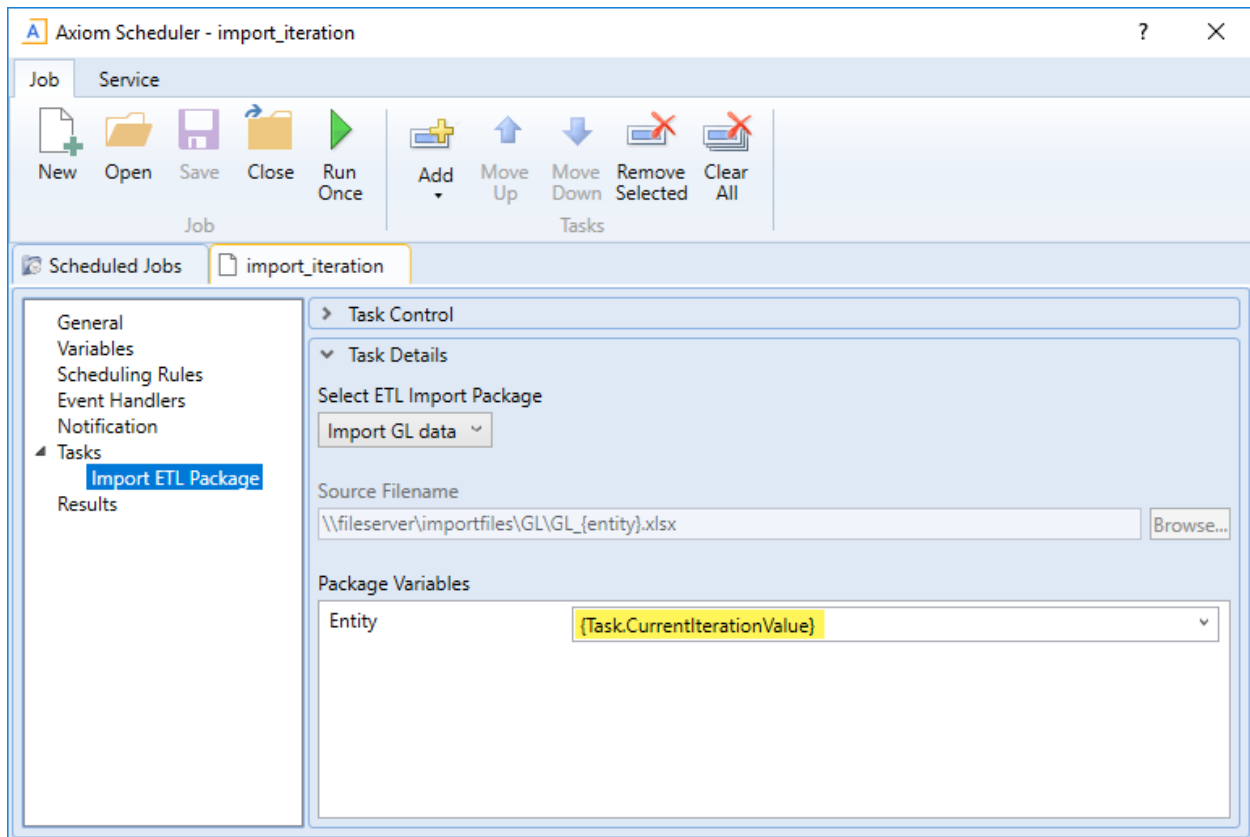 A Axiom Scheduler - import_iteration ?
Job Service
New Open Save Close Run Once Add Move Up Move Down Remove Selected Clear All
Job Tasks
Scheduled Jobs import_iteration
General
Variables
Scheduling Rules
Event Handlers
Notification
Tasks
Import ETL Package
Results
Task Control
Task Details
Select ETL Import Package
Import GL data
Source Filename
\\fileserver\importfiles\GL\GL_{entity}.xlsx Browse...
Package Variables
Entity {Task.CurrentIterationValue}